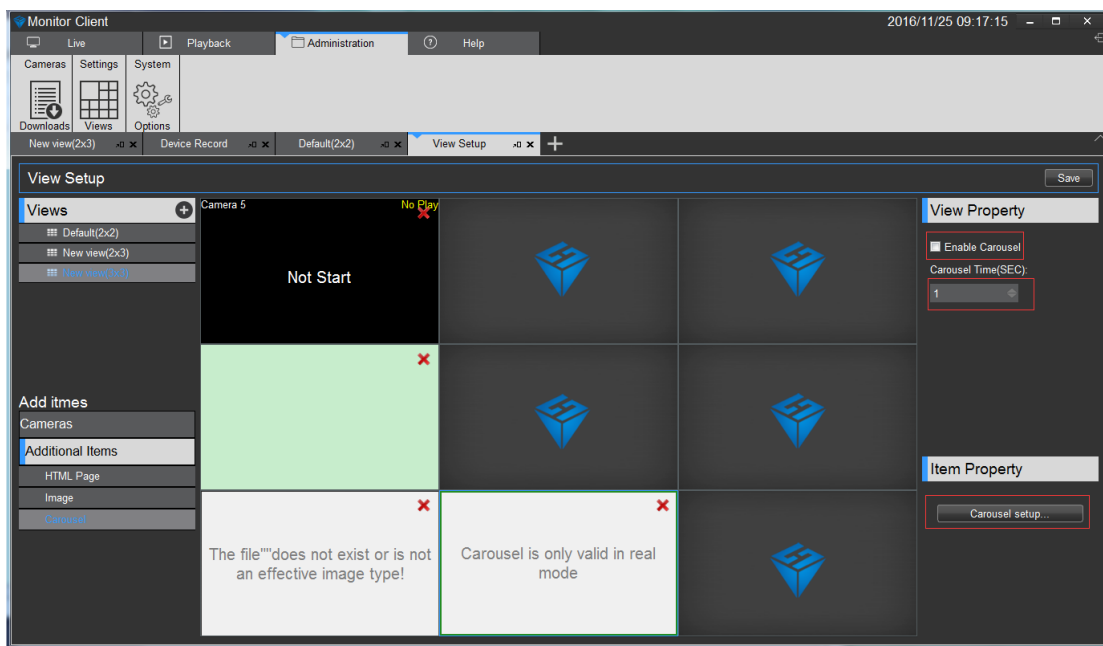 Monitor Client
2016/11/25 09:17:15
Live
Playback
Administration
Help
Cameras
Settings
System
Downloads
Views
Options
New view(2x3)
Device Record
Default(2x2)
View Setup
View Setup
Save
Views
Default(2x2)
New view(2x3)
Add itmes
Cameras
Additional Items
HTML Page
Image
Carousel
Camera 5
No Play
Not Start
The file""does not exist or is not
an effective image type!
Carousel is only valid in real
mode
View Property
Enable Carousel
Carousel Time(SEC):
1
Item Property
Carousel setup...